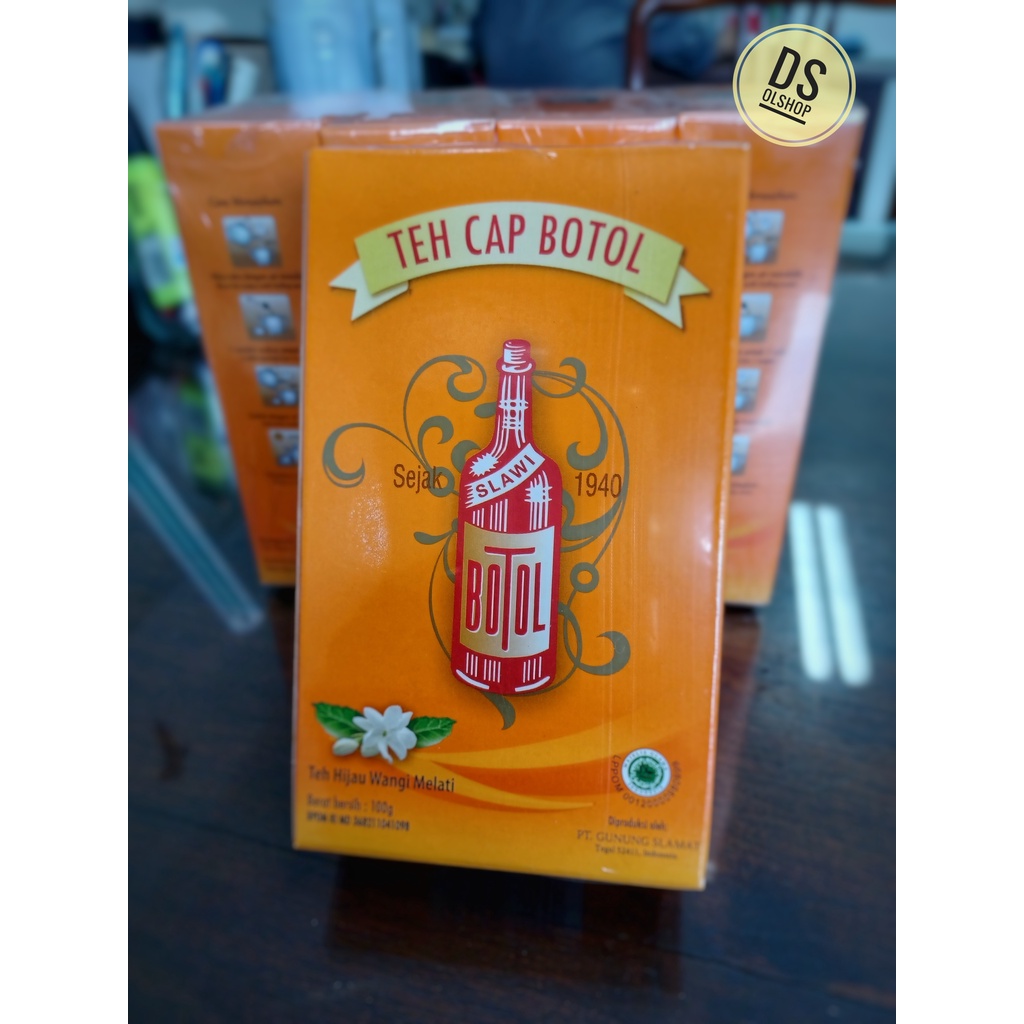 DS
OLSHOP
TEH CAP BOTOL
Sejak
1940
SLAWI
BOTOL
Teh Hijau Wangi Melati
Berat bersih : 100g
Diproduksi oleh:
PT. GUNUNG SLAMAT